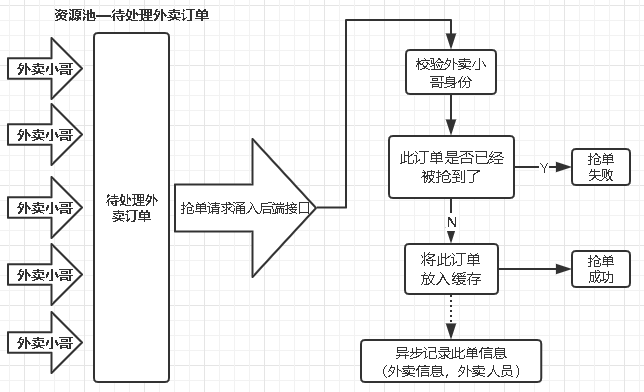 资源池—待处理外卖订单
外卖小哥
外卖小哥
外卖小哥
外卖小哥
外卖小哥
待处理外
卖订单
抢单请求涌入后端接口
校验外卖小
哥身份
此订单是否已经
被抢到了
Y
抢单
失败
N
将此订单
放入缓存
抢单
成功
异步记录此单信息
（外卖信息，外卖人员）